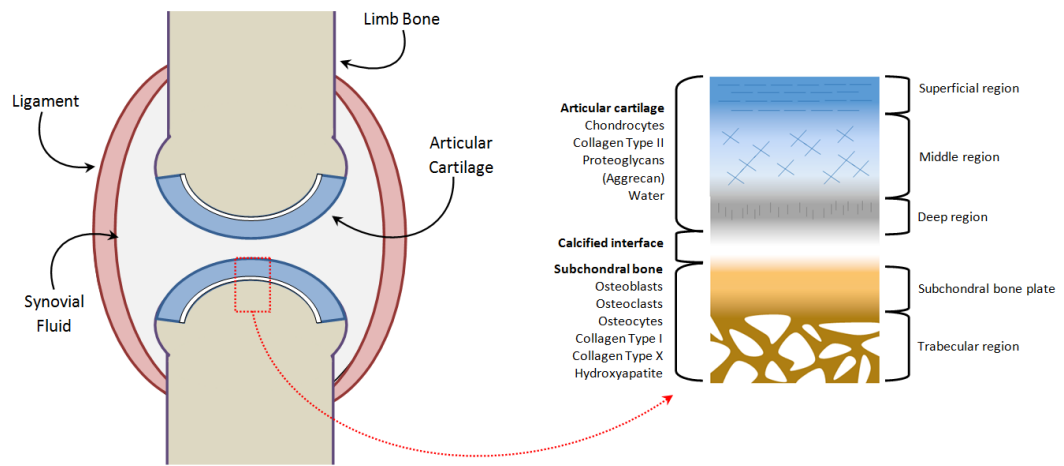 Limb Bone
Ligament
Articular
Cartilage
Synovial
Fluid
Articular cartilage
Chondrocytes
Collagen Type II
Proteoglycans
(Aggrecan)
Water
Calcified interface
Subchondral bone
Osteoblasts
Osteoclasts
Osteocytes
Collagen Type I
Collagen Type X
Hydroxyapatite
Superficial region
Middle region
Deep region
Subchondral bone plate
Trabecular region